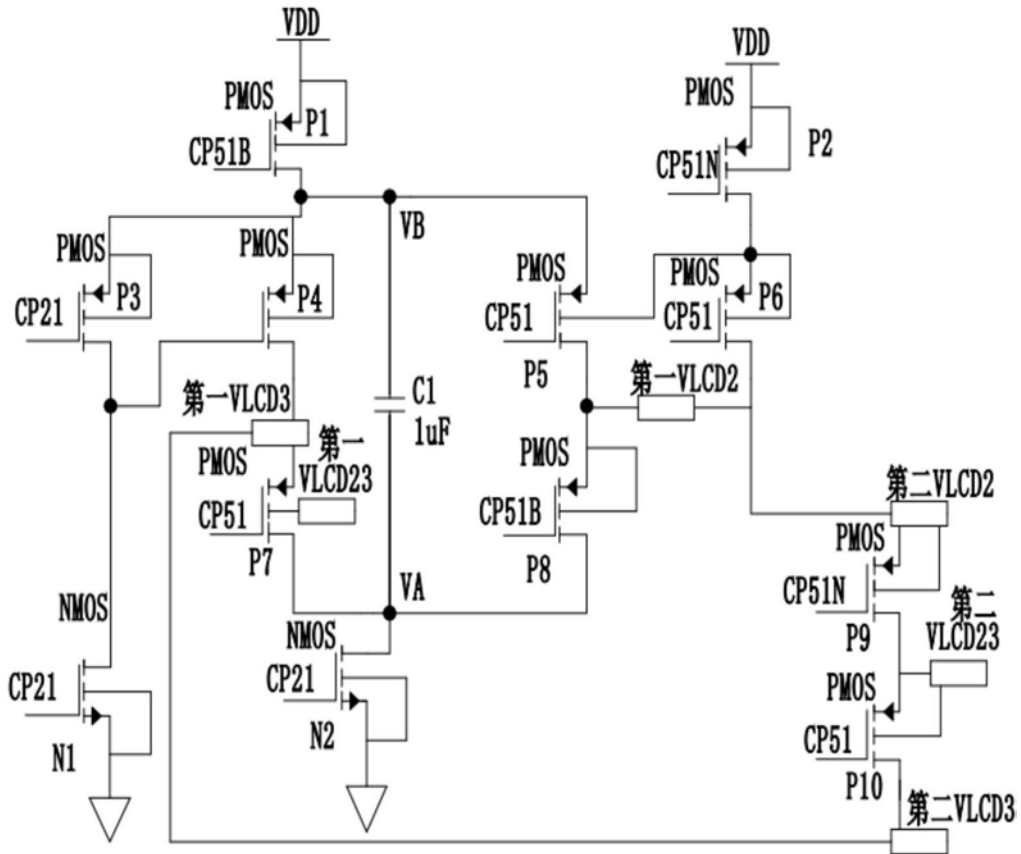 VDD
VDD
PMOS
P1
CP51B
PMOS
P2
CP51N
VB
PMOS
P3
CP21
PMOS
P4
PMOS
CP51
P5
PMOS
P6
CP51
第一VLCD3
C1
1uF
第一VLCD2
第一
VLCD23
PMOS
CP51
P7
PMOS
CP51B
P8
第二VLCD2
PMOS
CP51N
P9
第二
VLCD23
VA
NMOS
CP21
N1
NMOS
CP21
N2
PMOS
CP51
P10
第二VLCD3